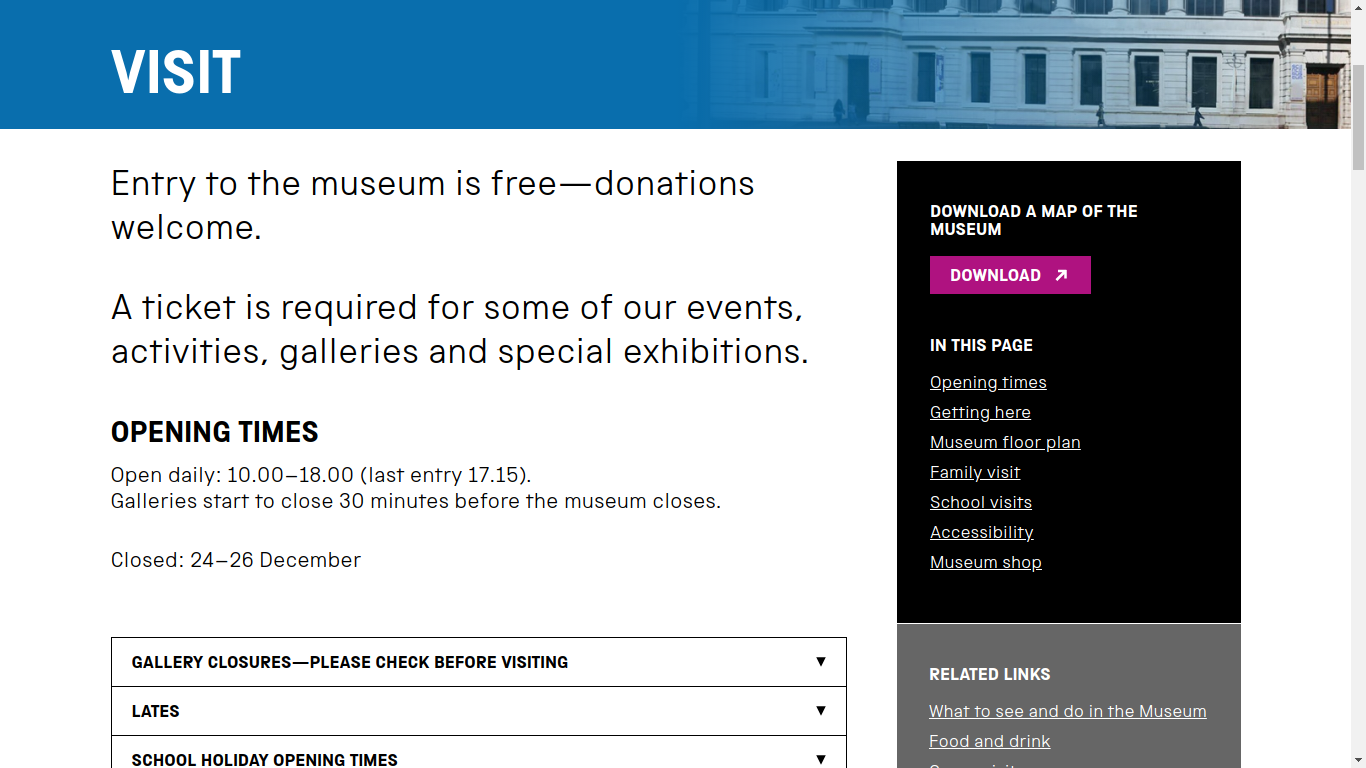 VISIT
Entry to the museum is free—donations
welcome.
A ticket is required for some of our events,
activities, galleries and special exhibitions.
OPENING TIMES
Open daily: 10.00–18.00 (last entry 17.15).
Galleries start to close 30 minutes before the museum closes.
Closed: 24–26 December
GALLERY CLOSURES—PLEASE CHECK BEFORE VISITING
LATES
SCHOOL HOLIDAY OPENING TIMES
DOWNLOAD A MAP OF THE
MUSEUM
DOWNLOAD
IN THIS PAGE
Opening times
Getting here
Museum floor plan
Family visit
School visits
Accessibility
Museum shop
RELATED LINKS
What to see and do in the Museum
Food and drink